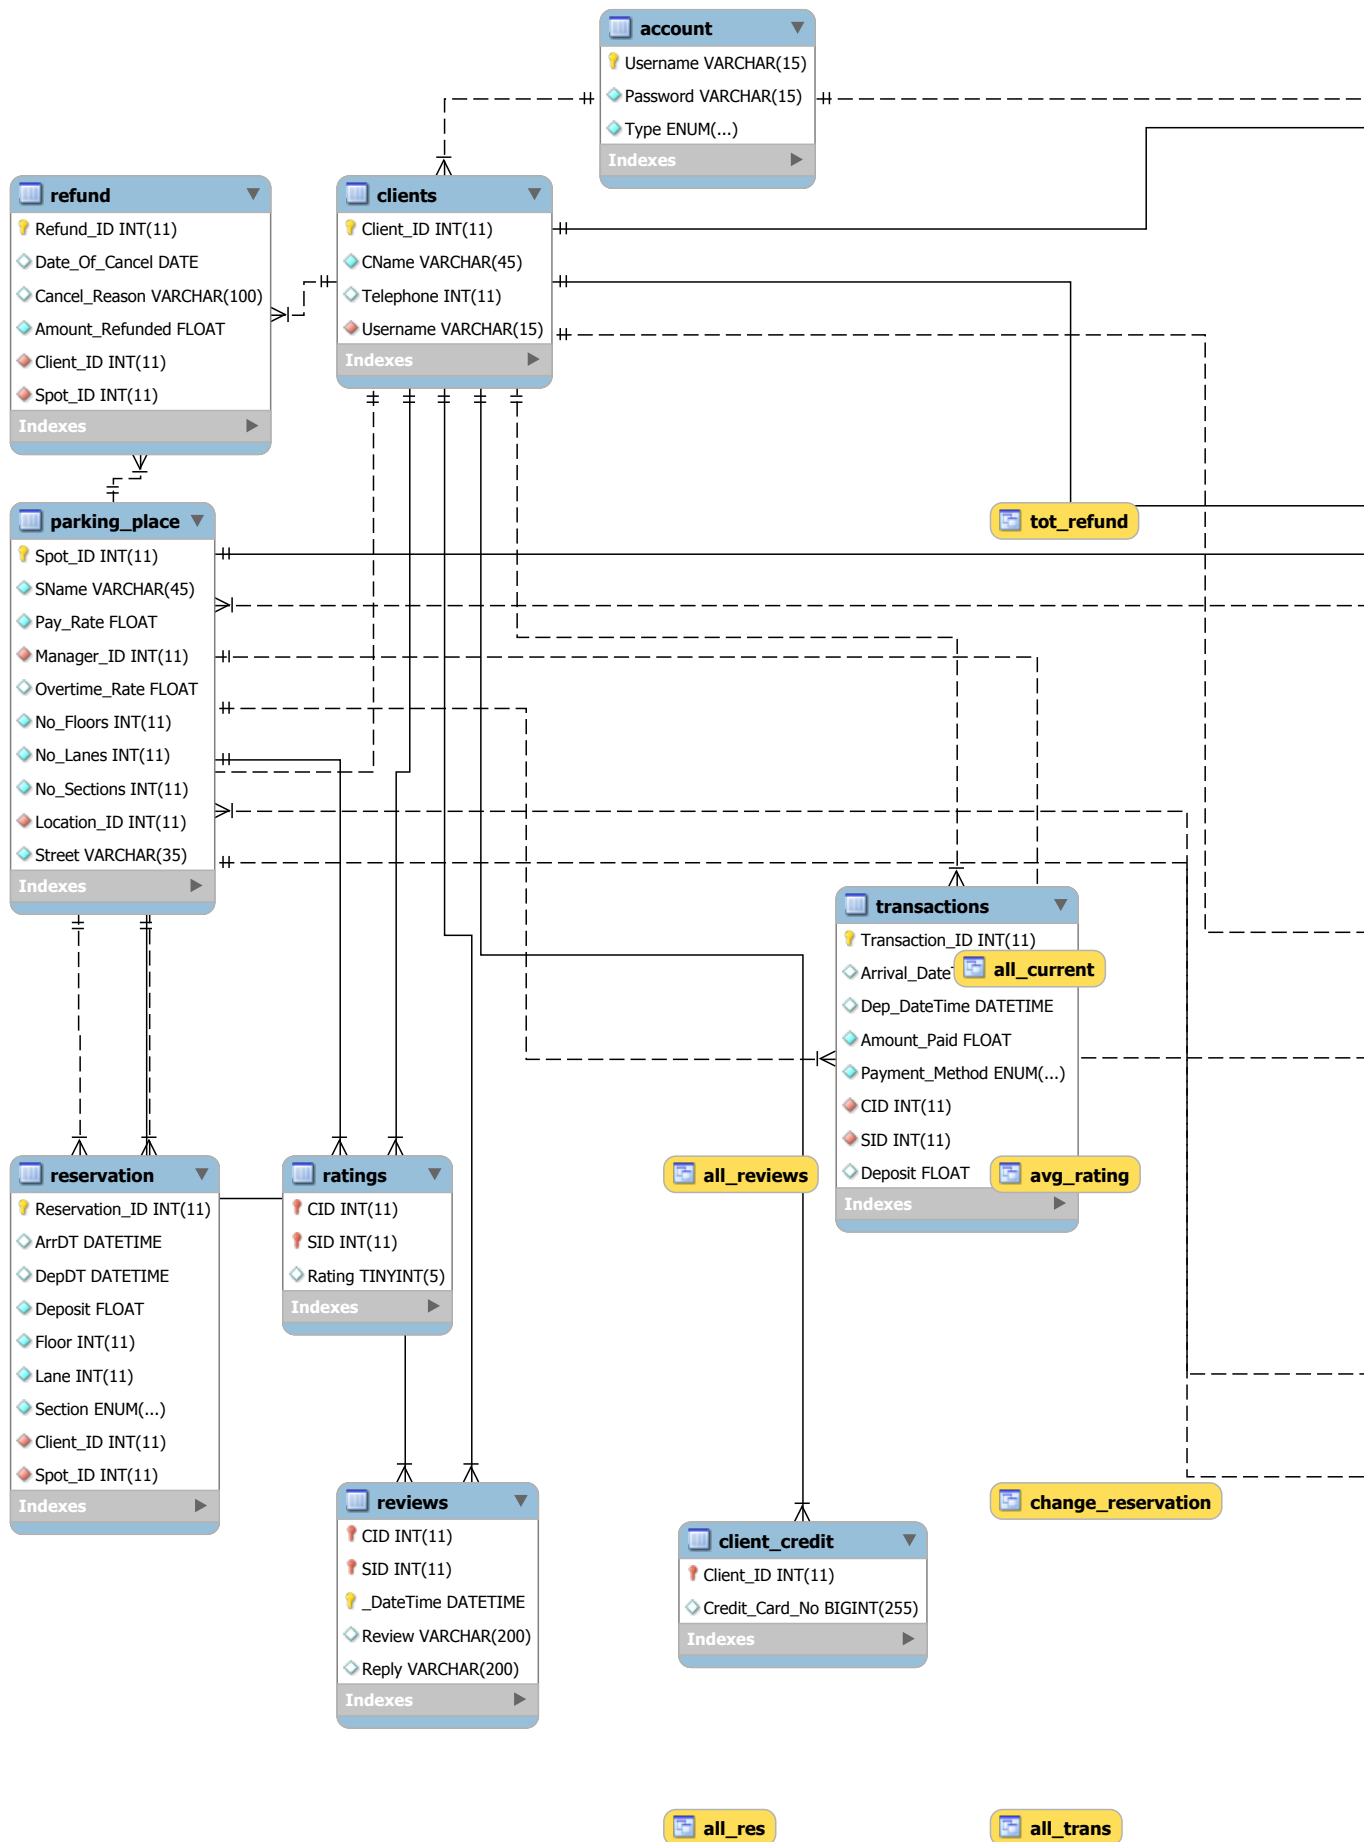 account
Username VARCHAR(15)
Password VARCHAR(15)
Type ENUM(...)
Indexes
refund
Refund_ID INT(11)
Date_Of_Cancel DATE
Cancel_Reason VARCHAR(100)
Amount_Refunded FLOAT
Client_ID INT(11)
Spot_ID INT(11)
Indexes
clients
Client_ID INT(11)
CName VARCHAR(45)
Telephone INT(11)
Username VARCHAR(15)
Indexes
tot_refund
parking_place
Spot_ID INT(11)
SName VARCHAR(45)
Pay_Rate FLOAT
Manager_ID INT(11)
Overtime_Rate FLOAT
No_Floors INT(11)
No_Lanes INT(11)
No_Sections INT(11)
Location_ID INT(11)
Street VARCHAR(35)
Indexes
transactions
Transaction_ID INT(11)
Arrival_Date
all_current
Dep_DateTime DATETIME
Amount_Paid FLOAT
Payment_Method ENUM(...)
CID INT(11)
SID INT(11)
Deposit FLOAT
Indexes
all_reviews
avg_rating
reservation
Reservation_ID INT(11)
ArrDT DATETIME
DepDT DATETIME
Deposit FLOAT
Floor INT(11)
Lane INT(11)
Section ENUM(...)
Client_ID INT(11)
Spot_ID INT(11)
Indexes
ratings
CID INT(11)
SID INT(11)
Rating TINYINT(5)
Indexes
reviews
CID INT(11)
SID INT(11)
_DateTime DATETIME
Review VARCHAR(200)
Reply VARCHAR(200)
Indexes
client_credit
Client_ID INT(11)
Credit_Card_No BIGINT(255)
Indexes
change_reservation
all_res
all_trans